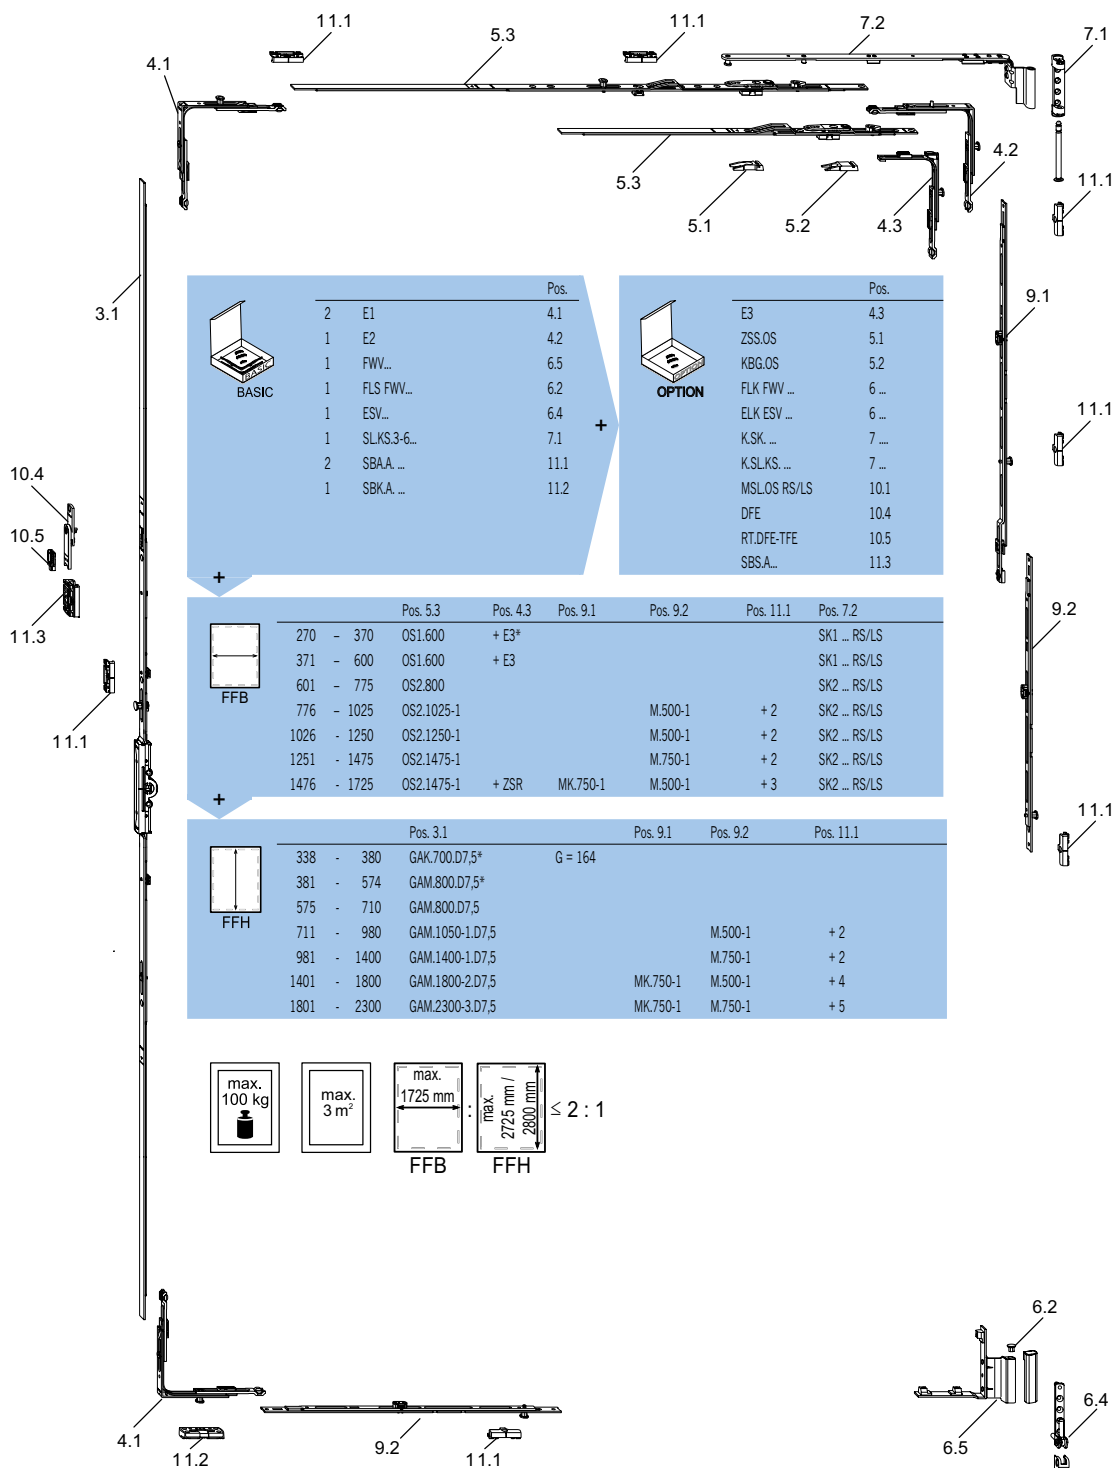 11.1
11.1
7.2
7.1
5.3
4.1
5.3
4.2
5.1
5.2
4.3
11.1
3.1
9.1
11.1
Pos.
2 E1 4.1
1 E2 4.2
1 FWV... 6.5
1 FLS FWV... 6.2
1 ESV... 6.4
1 SL.KS.3-6... 7.1
2 SBA.A. ... 11.1
1 SBK.A. ... 11.2
BASIC
BASIC
+
Pos.
E3 4.3
ZSS.OS 5.1
KBG.OS 5.2
FLK FWV ... 6 ...
ELK ESV ... 6 ...
K.SK. ... 7 ....
K.SL.KS. ... 7 ...
MSL.OS RS/LS 10.1
DFE 10.4
RT.DFE-TFE 10.5
SBS.A... 11.3
OPTION
OPTION
10.4
10.5
11.3
11.1
9.2
11.1
+
Pos. 5.3 Pos. 4.3 Pos. 9.1 Pos. 9.2 Pos. 11.1 Pos. 7.2
270 – 370 OS1.600 + E3* SK1 ... RS/LS
371 – 600 OS1.600 + E3 SK1 ... RS/LS
601 – 775 OS2.800 SK2 ... RS/LS
776 – 1025 OS2.1025-1 M.500-1 + 2 SK2 ... RS/LS
1026 - 1250 OS2.1250-1 M.500-1 + 2 SK2 ... RS/LS
1251 - 1475 OS2.1475-1 M.750-1 + 2 SK2 ... RS/LS
1476 - 1725 OS2.1475-1 + ZSR MK.750-1 M.500-1 + 3 SK2 ... RS/LS
FFB
+
Pos. 3.1 Pos. 9.1 Pos. 9.2 Pos. 11.1
338 - 380 GAK.700.D7,5* G = 164
381 - 574 GAM.800.D7,5*
575 - 710 GAM.800.D7,5
711 - 980 GAM.1050-1.D7,5 M.500-1 + 2
981 - 1400 GAM.1400-1.D7,5 M.750-1 + 2
1401 - 1800 GAM.1800-2.D7,5 MK.750-1 M.500-1 + 4
1801 - 2300 GAM.2300-3.D7,5 MK.750-1 M.750-1 + 5
FFH
max.
100 kg
max.
3 m²
max.
1725 mm
FFB
:
max.
2725 mm /
2800 mm
FFH
≤ 2 : 1
6.2
6.4
6.5
4.1
11.2
9.2
11.1